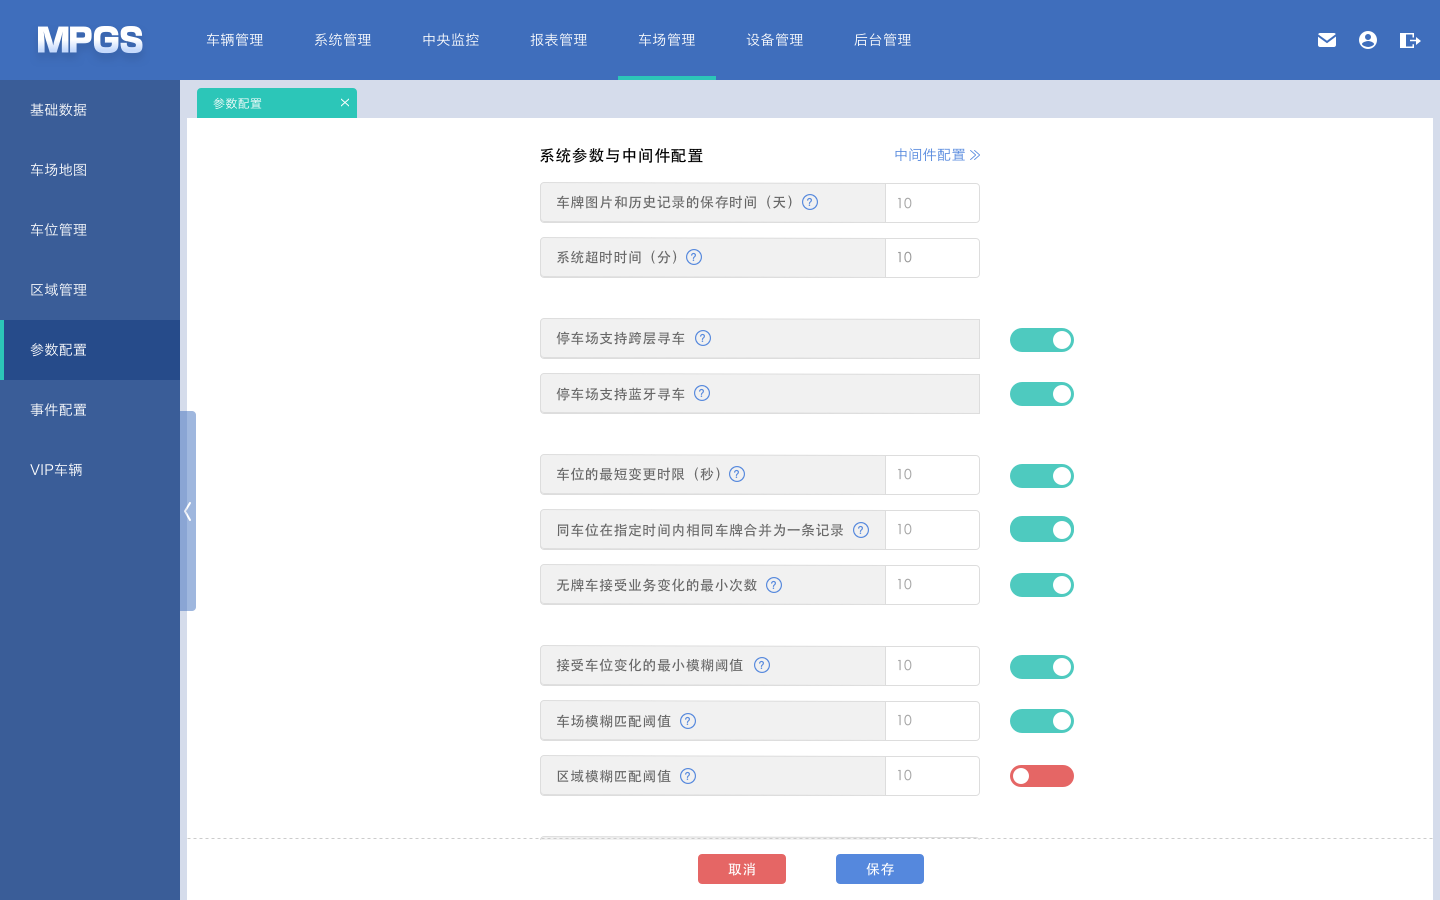 MPGS
车辆管理
系统管理
中央监控
报表管理
车场管理
设备管理
后台管理
基础数据
车场地图
车位管理
区域管理
参数配置
事件配置
VIP车辆
参数配置
系统参数与中间件配置
中间件配置
车牌图片和历史记录的保存时间（天） ? 10
系统超时时间（分） ? 10
停车场支持跨层寻车 ?
停车场支持蓝牙寻车 ?
车位的最短变更时限（秒） ? 10
同车位在指定时间内相同车牌合并为一条记录 ? 10
无牌车接受业务变化的最小次数 ? 10
接受车位变化的最小模糊阈值 ? 10
车场模糊匹配阈值 ? 10
区域模糊匹配阈值 ? 10
取消
保存